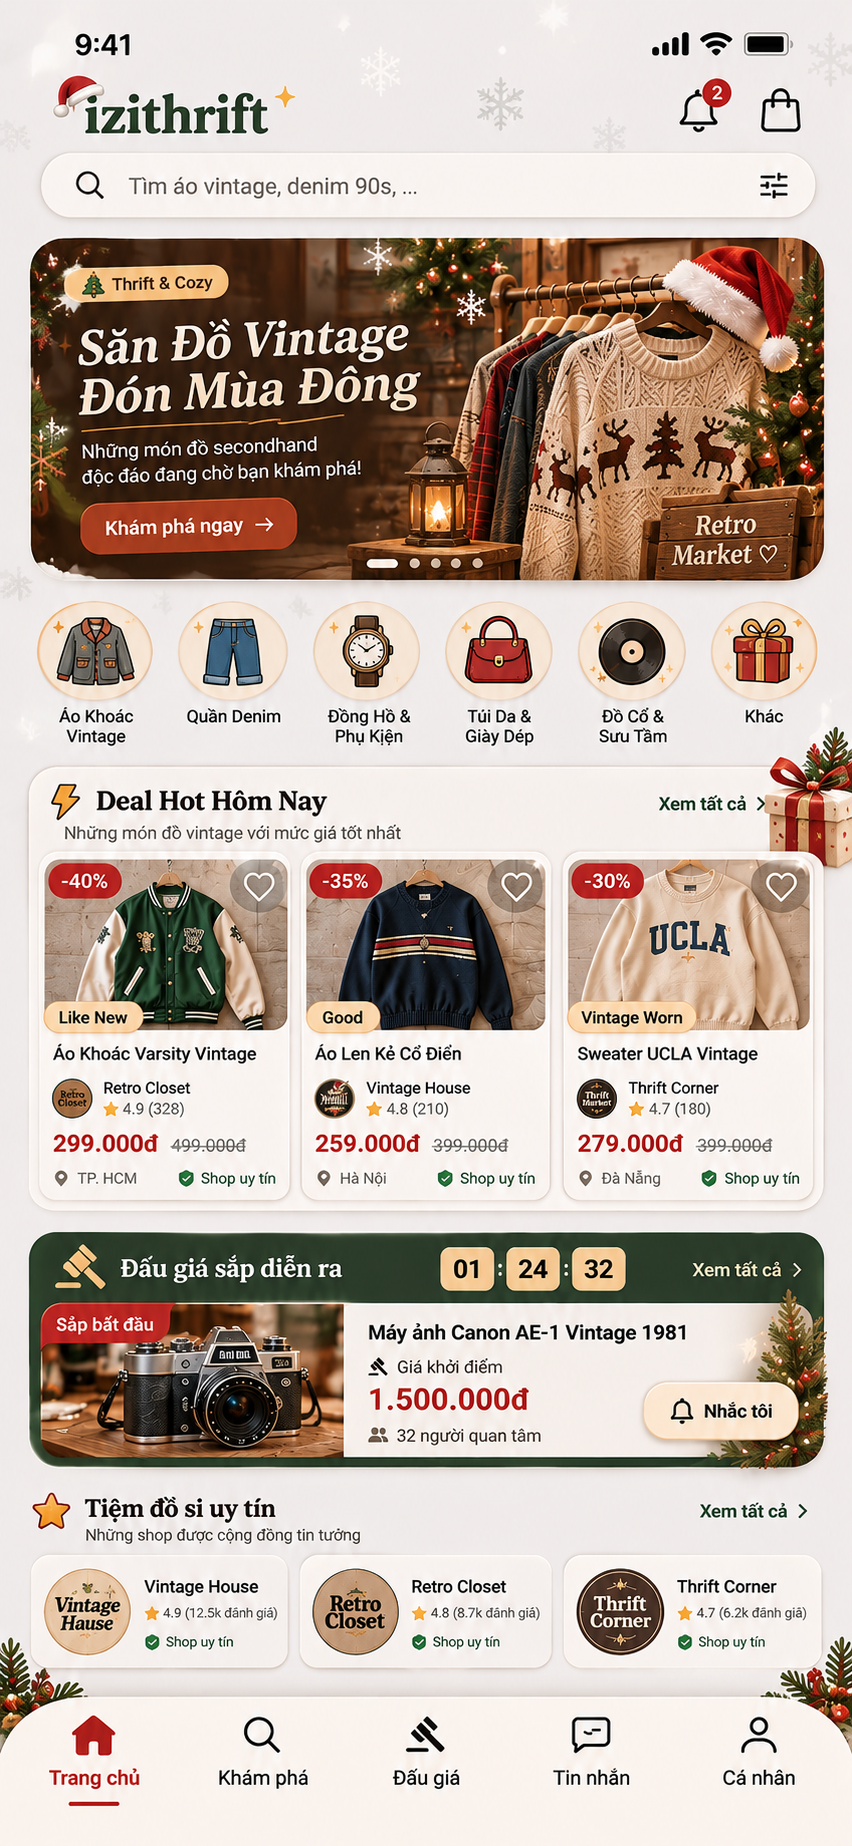 9:41
izithrift
2
Tìm áo vintage, denim 90s, ...
Thrift & Cozy
Săn Đồ Vintage
Đón Mùa Đông
Những món đồ secondhand
độc đáo đang chờ bạn khám phá!
Khám phá ngay →
Retro
Market ♡
Áo Khoác
Vintage
Quần Denim
Đồng Hồ &
Phụ Kiện
Túi Da &
Giày Dép
Đồ Cổ &
Sưu Tầm
Khác
Deal Hot Hôm Nay
Xem tất cả >
Những món đồ vintage với mức giá tốt nhất
-40%
Like New
Áo Khoác Varsity Vintage
Retro Closet
Retro
Closet
4.9 (328)
299.000đ 499.000đ
TP. HCM
Shop uy tín
-35%
Good
Áo Len Kẻ Cổ Điển
Vintage House
4.8 (210)
259.000đ 399.000đ
Hà Nội
Shop uy tín
-30%
UCLA
Vintage Worn
Sweater UCLA Vintage
Thrift Corner
Thrift
Market
4.7 (180)
279.000đ 399.000đ
Đà Nẵng
Shop uy tín
Đấu giá sắp diễn ra
01 : 24 : 32
Xem tất cả >
Sắp bất đầu
Máy ảnh Canon AE-1 Vintage 1981
Giá khởi điểm
1.500.000đ
32 người quan tâm
Nhắc tôi
Tiệm đồ si uy tín
Xem tất cả >
Những shop được cộng đồng tin tưởng
Vintage
Hause
Vintage House
4.9 (12.5k đánh giá)
Shop uy tín
Retro
Closet
Retro Closet
4.8 (8.7k đánh giá)
Shop uy tín
Thrift
Corner
Thrift Corner
4.7 (6.2k đánh giá)
Shop uy tín
Trang chủ
Khám phá
Đấu giá
Tin nhắn
Cá nhân